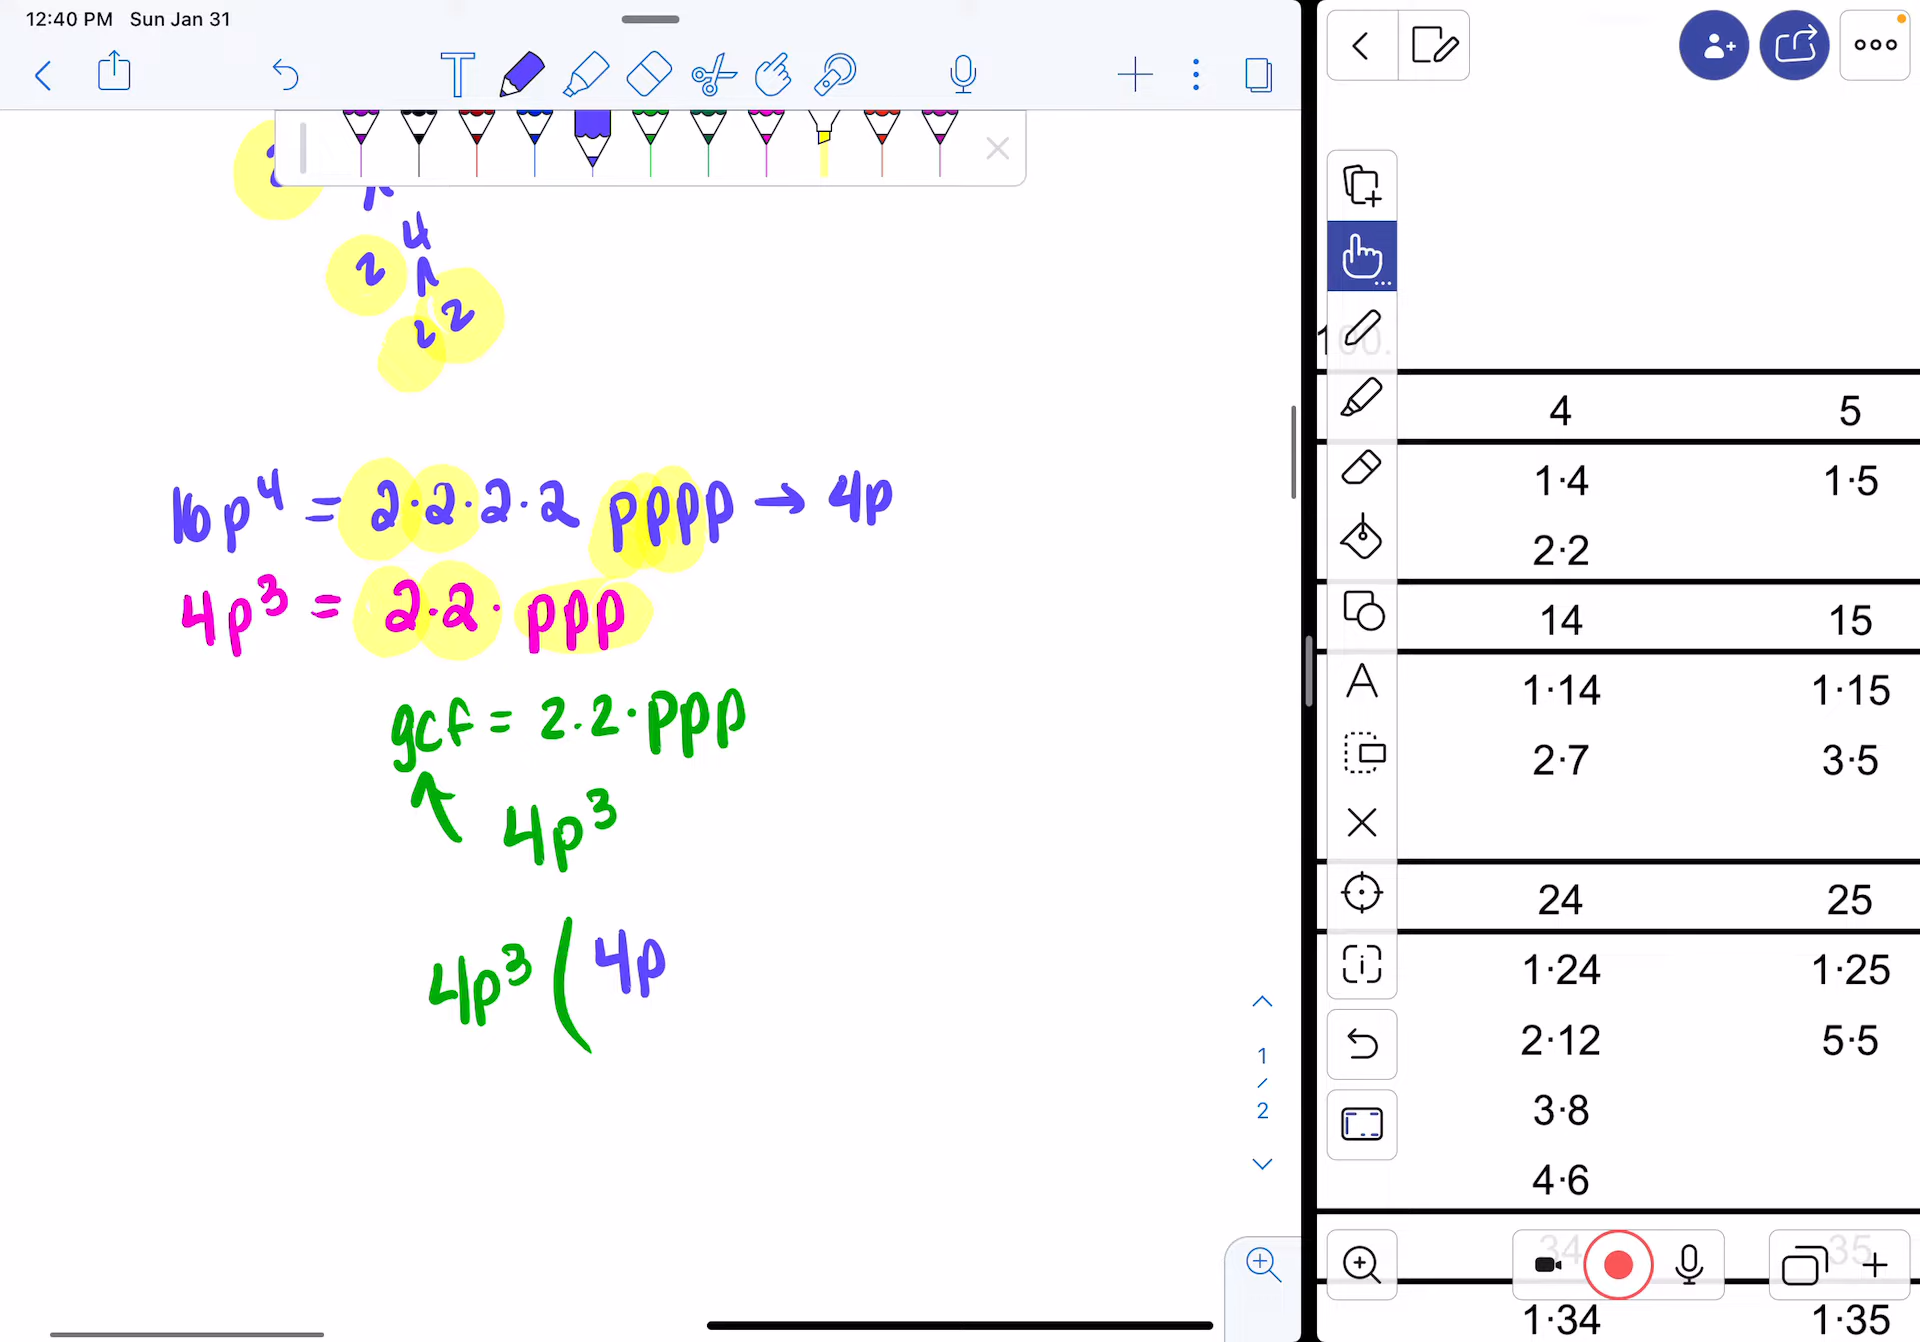 12:40 PM Sun Jan 31
T
4
2
2
2
16p⁴ = 2·2·2·2 pppp → 4p
4p³ = 2·2· ppp
gcf = 2·2·ppp
4p³
4p³ ( 4p
1
/
2
A
100.
4 5
1·4 1·5
2·2
14 15
1·14 1·15
2·7 3·5
24 25
1·24 1·25
2·12 5·5
3·8
4·6
34 35
1·34 1·35